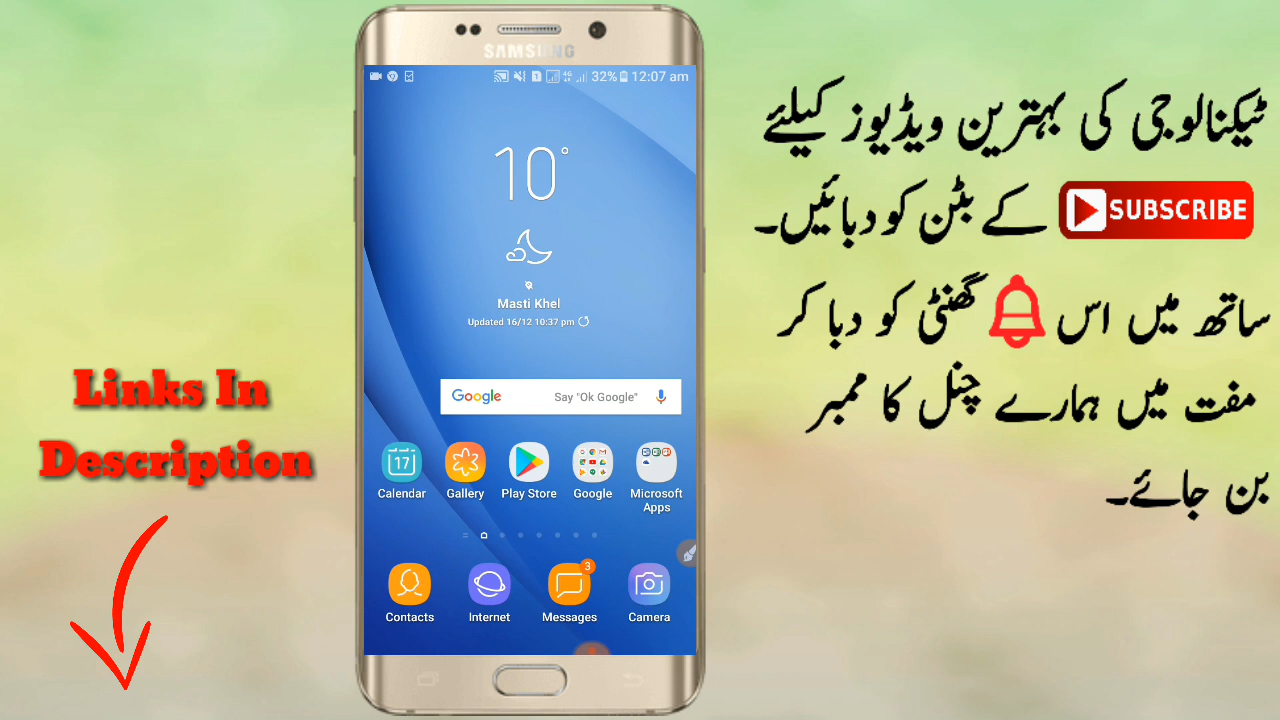 SAMSUNG
4G 32% 12:07 am
10°
Masti Khel
Updated 16/12 10:37 pm
Google Say "Ok Google"
17
Calendar Gallery Play Store Google Microsoft Apps
3
Contacts Internet Messages Camera
Links In
Description
ٹیکنالوجی کی بہترین ویڈیوز کیلئے
SUBSCRIBE کے بٹن کو دبائیں۔
ساتھ میں اس گھنٹی کو دبا کر
مفت میں ہمارے چنل کا ممبر
بن جائے۔